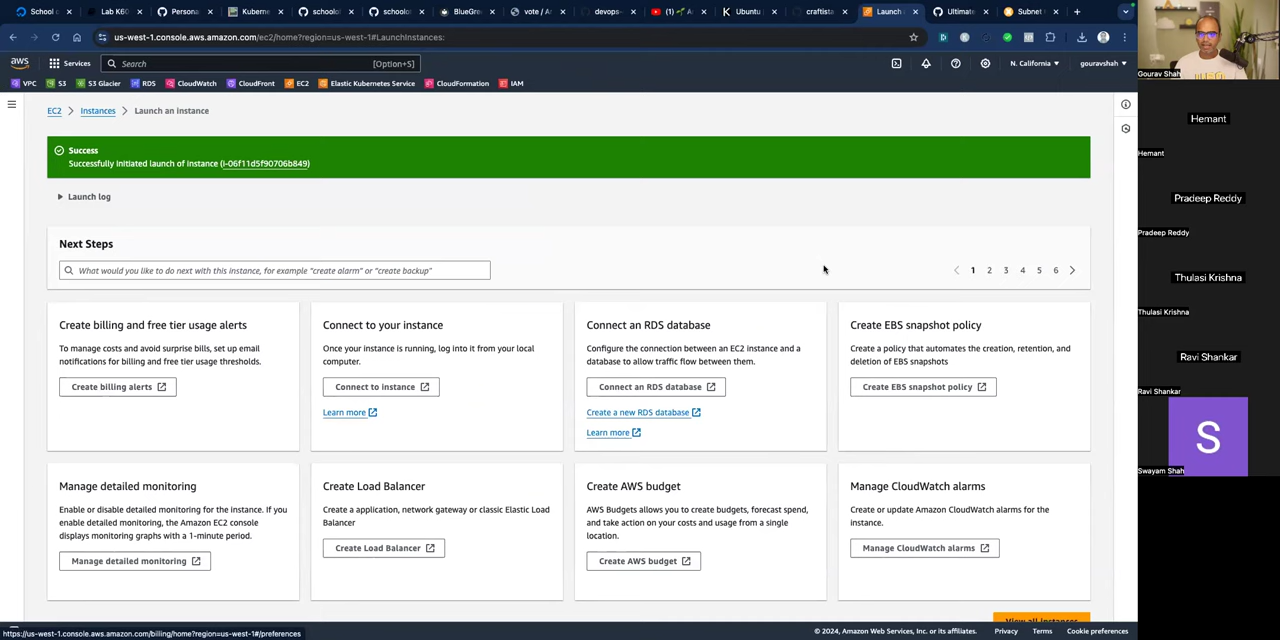 School o
Lab K60
Persona
Kuberne
schoolo
schoolor
BlueGre
vote / A
devops-
(1) A
Ubuntu
craftista
Launch
Ultimate
Subnet
us-west-1.console.aws.amazon.com/ec2/home?region=us-west-1#LaunchInstances:
aws
Services
Search
[Option+S]
N. California
gouravshah
VPC
S3
S3 Glacier
RDS
CloudWatch
CloudFront
EC2
Elastic Kubernetes Service
CloudFormation
IAM
EC2 > Instances > Launch an instance
Success
Successfully initiated launch of instance (i-06f11d5f90706b849)
Launch log
Next Steps
What would you like to do next with this instance, for example "create alarm" or "create backup"
1 2 3 4 5 6
Create billing and free tier usage alerts
To manage costs and avoid surprise bills, set up email
notifications for billing and free tier usage thresholds.
Create billing alerts
Connect to your instance
Once your instance is running, log into it from your local
computer.
Connect to instance
Learn more
Connect an RDS database
Configure the connection between an EC2 instance and a
database to allow traffic flow between them.
Connect an RDS database
Create a new RDS database
Learn more
Create EBS snapshot policy
Create a policy that automates the creation, retention, and
deletion of EBS snapshots
Create EBS snapshot policy
Manage detailed monitoring
Enable or disable detailed monitoring for the instance. If you
enable detailed monitoring, the Amazon EC2 console
displays monitoring graphs with a 1-minute period.
Manage detailed monitoring
Create Load Balancer
Create a application, network gateway or classic Elastic Load
Balancer
Create Load Balancer
Create AWS budget
AWS Budgets allows you to create budgets, forecast spend,
and take action on your costs and usage from a single
location.
Create AWS budget
Manage CloudWatch alarms
Create or update Amazon CloudWatch alarms for the
instance.
Manage CloudWatch alarms
View all instances
https://us-west-1.console.aws.amazon.com/billing/home?region=us-west-1#/preferences
© 2024, Amazon Web Services, Inc. or its affiliates.
Privacy
Terms
Cookie preferences
Gourav Shah
Hemant
Hemant
Pradeep Reddy
Pradeep Reddy
Thulasi Krishna
Thulasi Krishna
Ravi Shankar
Ravi Shankar
S
Swayam Shah